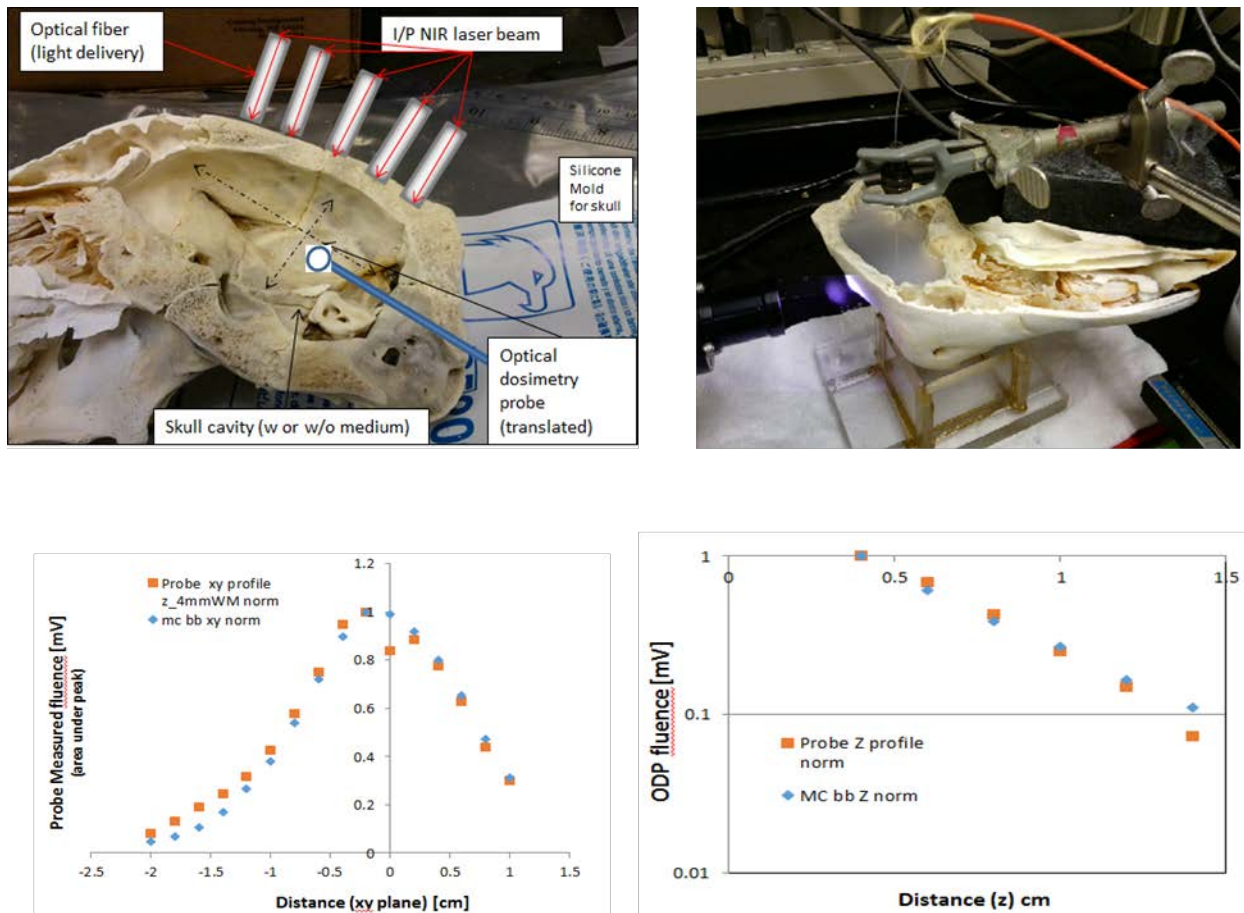 Optical fiber
(light delivery)
I/P NIR laser beam
Silicone
Mold
for skull
Optical
dosimetry
probe
(translated)
Skull cavity (w or w/o medium)
1.2
1
0.8
0.6
0.4
0.2
0
Probe xy profile
z_4mmWM norm
mc bb xy norm
Probe Measured fluence [mV]
(area under peak)
-2.5
-2
-1.5
-1
-0.5
0
0.5
1
1.5
Distance (xy plane) [cm]
1
0.1
0.01
0
0.5
1
1.5
ODP fluence [mV]
Probe Z profile
norm
MC bb Z norm
Distance (z) cm